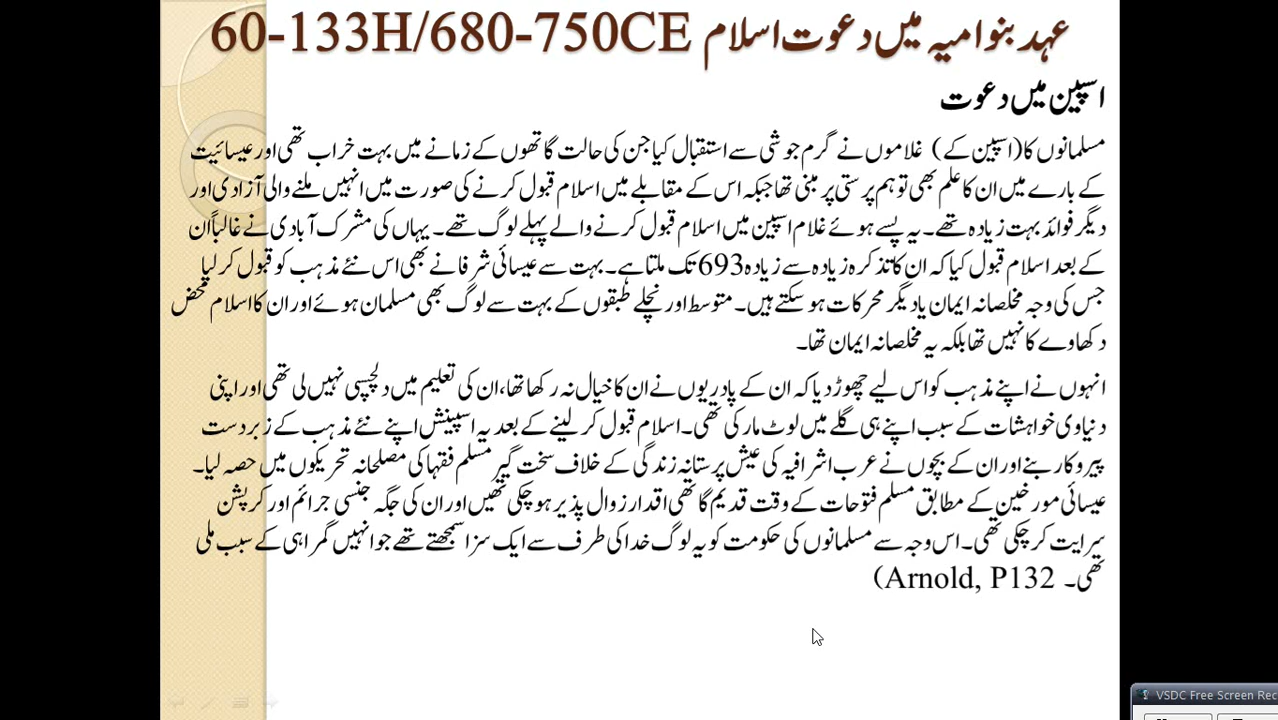 عہد بنو امیہ میں دعوت اسلام 60-133H/680-750CE
اسپین میں دعوت
مسلمانوں کا (اسپین کے) غلاموں نے گرم جوشی سے استقبال کیا جن کی حالت گاتھوں کے زمانے میں بہت خراب تھی اور عیسائیت
کے بارے میں ان کا علم بھی توہم پرستی پر مبنی تھا جبکہ اس کے مقابلے میں اسلام قبول کرنے کی صورت میں انہیں ملنے والی آزادی اور
دیگر فوائد بہت زیادہ تھے۔ یہ پسے ہوئے غلام اسپین میں اسلام قبول کرنے والے پہلے لوگ تھے۔ یہاں کی مشرک آبادی نے غالباً ان
کے بعد اسلام قبول کیا کہ ان کا تذکرہ زیادہ سے زیادہ 693 تک ملتا ہے۔ بہت سے عیسائی شرفا نے بھی اس نئے مذہب کو قبول کر لیا
جس کی وجہ مخلصانہ ایمان یا دیگر محرکات ہو سکتے ہیں۔ متوسط اور نچلے طبقوں کے بہت سے لوگ بھی مسلمان ہوئے اور ان کا اسلام محض
دکھاوے کا نہیں تھا بلکہ یہ مخلصانہ ایمان تھا۔
انہوں نے اپنے مذہب کو اس لیے چھوڑ دیا کہ ان کے پادریوں نے ان کا خیال نہ رکھا تھا، ان کی تعلیم میں دلچسپی نہیں لی تھی اور اپنی
دنیاوی خواہشات کے سبب اپنے ہی گلے میں لوٹ مار کی تھی۔ اسلام قبول کر لینے کے بعد یہ اسپینش اپنے نئے مذہب کے زبردست
پیروکار بنے اور ان کے بچوں نے عرب اشرافیہ کی عیش پرستانہ زندگی کے خلاف سخت گیر مسلم فقہا کی مصلحانہ تحریکوں میں حصہ لیا۔
عیسائی مورخین کے مطابق مسلم فتوحات کے وقت قدیم گاتھی اقدار زوال پذیر ہو چکی تھیں اور ان کی جگہ جنسی جرائم اور کرپشن
سرایت کر چکی تھی۔ اس وجہ سے مسلمانوں کی حکومت کو یہ لوگ خدا کی طرف سے ایک سزا سمجھتے تھے جو انہیں گمراہی کے سبب ملی
تھی۔ (Arnold, P132
VSDC Free Screen Rec